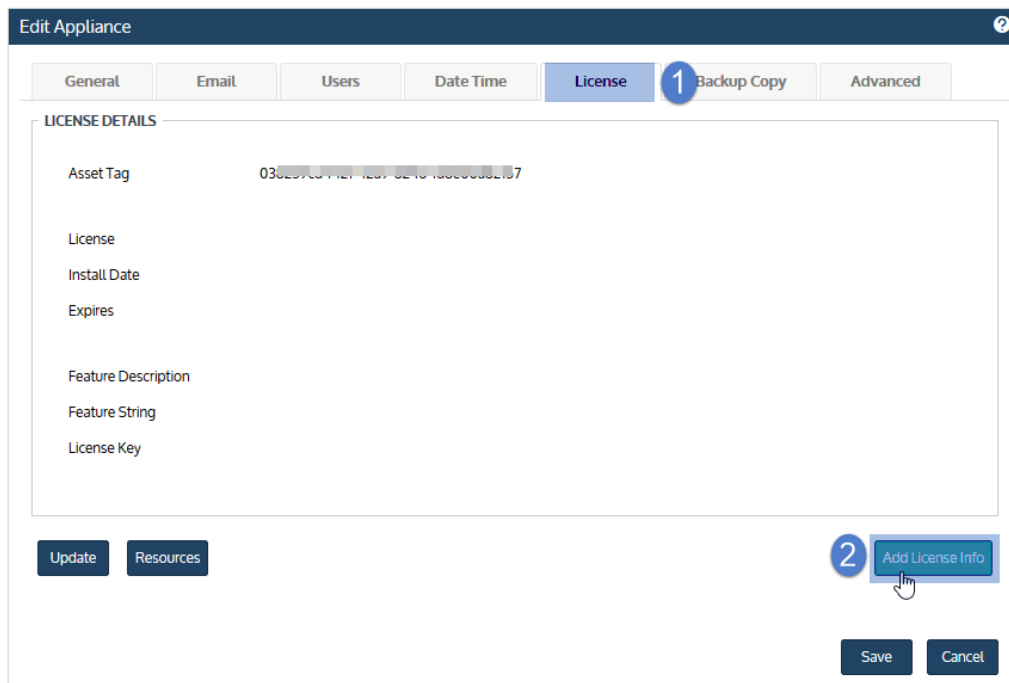 Edit Appliance ?
General Email Users Date Time License 1 Backup Copy Advanced
LICENSE DETAILS
Asset Tag
License
Install Date
Expires
Feature Description
Feature String
License Key
Update Resources 2 Add License Info
Save Cancel